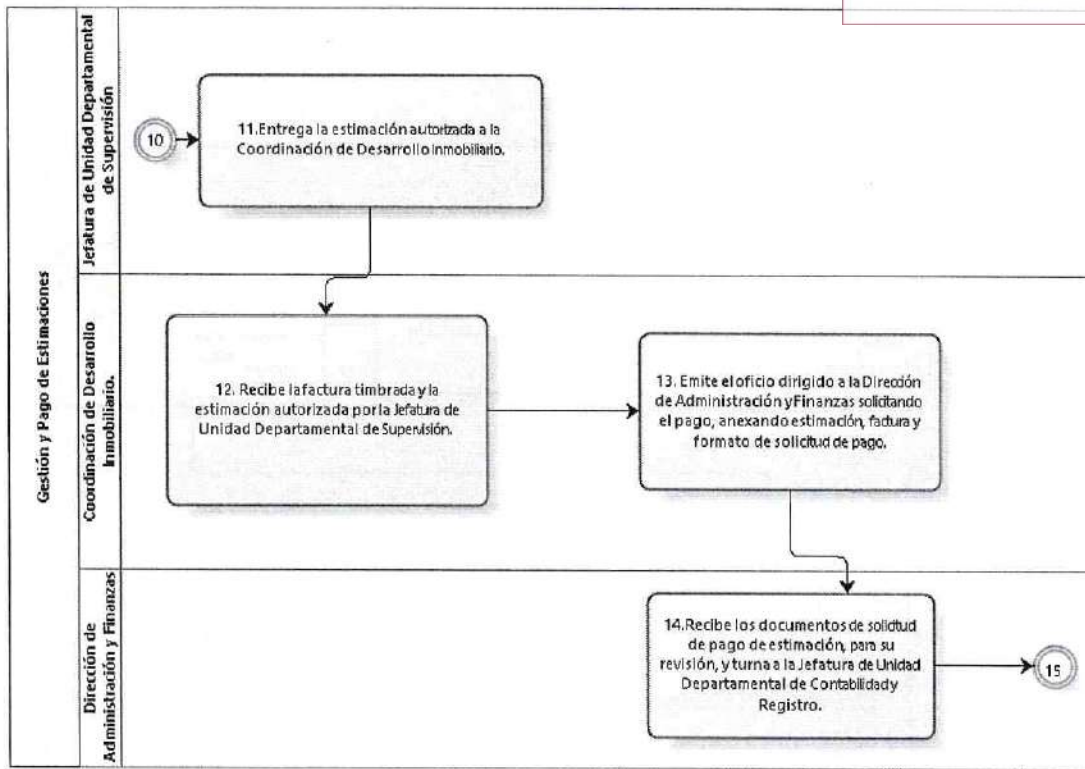 Gestión y Pago de Estimaciones
Jefatura de Unidad Departamental
de Supervisión
10
11.Entrega la estimación autorizada a la
Coordinación de Desarrollo Inmobiliario.
Coordinación de Desarrollo
Inmobiliario.
12. Recibe la factura timbrada y la
estimación autorizada por la Jefatura de
Unidad Departamental de Supervisión.
13. Emite el oficio dirigido a la Dirección
de Administración y Finanzas solicitando
el pago, anexando estimación, factura y
formato de solicitud de pago.
Dirección de
Administración y Finanzas
14.Recibe los documentos de solicitud
de pago de estimación, para su
revisión, y turna a la Jefatura de Unidad
Departamental de Contabilidad y
Registro.
15